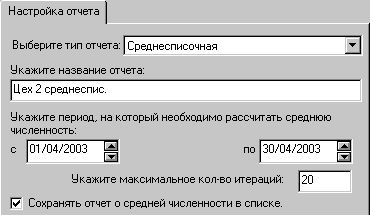 Настройка отчета
Выберите тип отчета: Среднесписочная
Укажите название отчета:
Цех 2 среднеспис.
Укажите период, на который необходимо рассчитать среднюю
численность:
с 01/04/2003 по 30/04/2003
Укажите максимальное кол-во итераций: 20
Сохранять отчет о средней численности в списке.